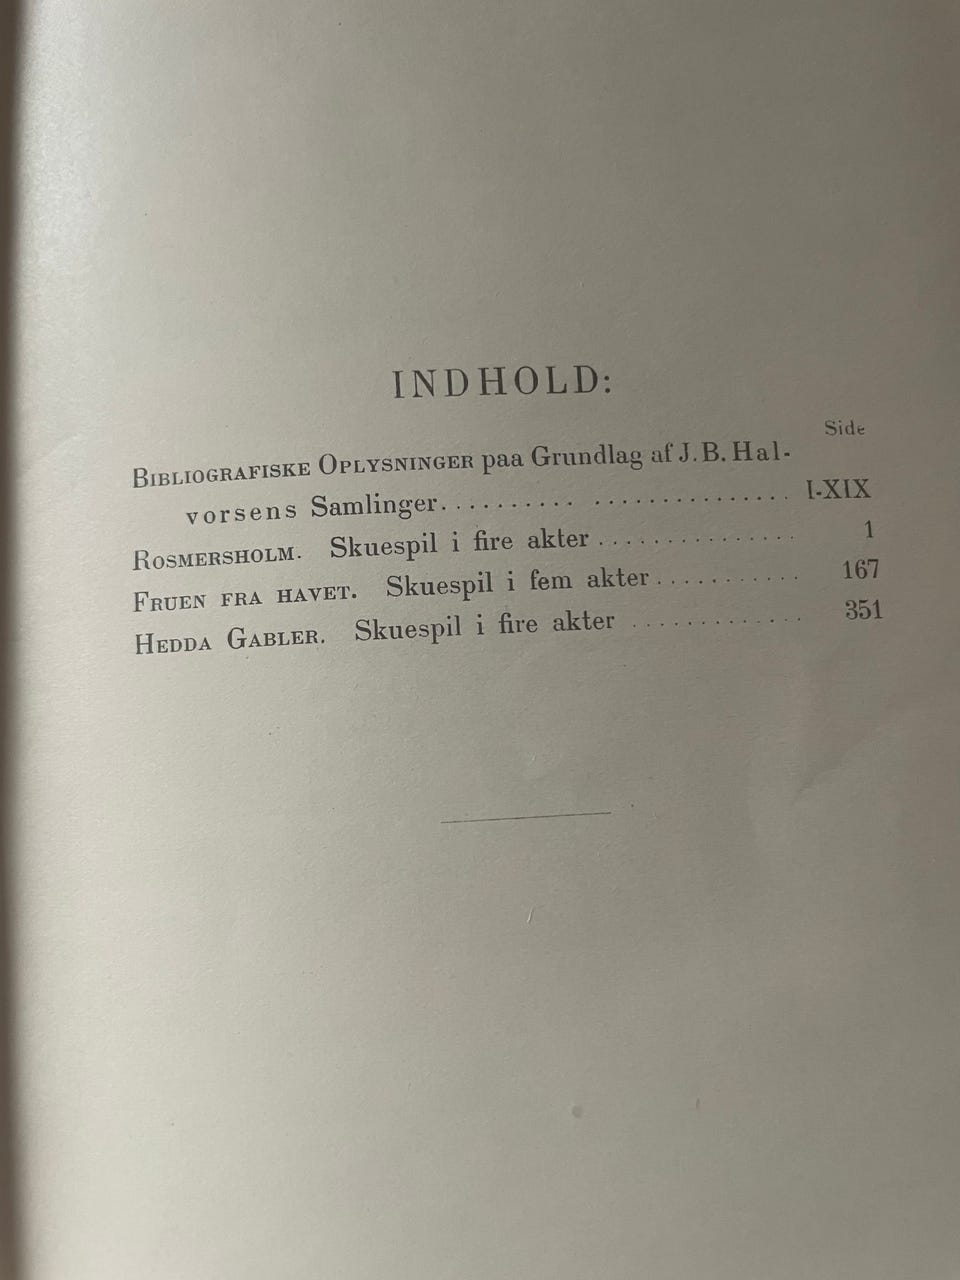 INDHOLD:
Side
BIBLIOGRAFISKE OPLYSNINGER paa Grundlag af J. B. Hal-
vorsens Samlinger. . . . . . . . . . . . . . . . . . . . . . . . . . I-XIX
ROSMERSHOLM. Skuespil i fire akter . . . . . . . . . . . . . . . 1
FRUEN FRA HAVET. Skuespil i fem akter . . . . . . . . . . . 167
HEDDA GABLER. Skuespil i fire akter . . . . . . . . . . . . . 351